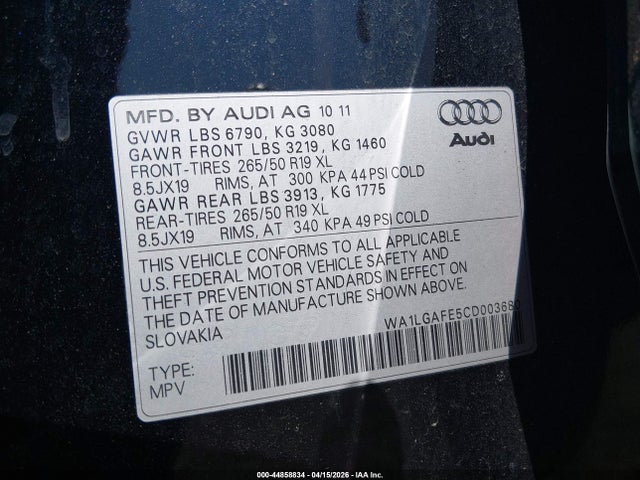 MFD. BY AUDI AG 10 11
GVWR LBS 6790, KG 3080
GAWR FRONT LBS 3219, KG 1460
FRONT-TIRES 265/50 R19 XL
8.5JX19 RIMS, AT 300 KPA 44 PSI COLD
GAWR REAR LBS 3913, KG 1775
REAR-TIRES 265/50 R19 XL
8.5JX19 RIMS, AT 340 KPA 49 PSI COLD
Audi
THIS VEHICLE CONFORMS TO ALL APPLICABLE
U.S. FEDERAL MOTOR VEHICLE SAFETY AND
THEFT PREVENTION STANDARDS IN EFFECT ON
THE DATE OF MANUFACTURE SHOWN ABOVE.
SLOVAKIA
TYPE:
MPV
000-44858834 - 04/15/2026 - IAA Inc.